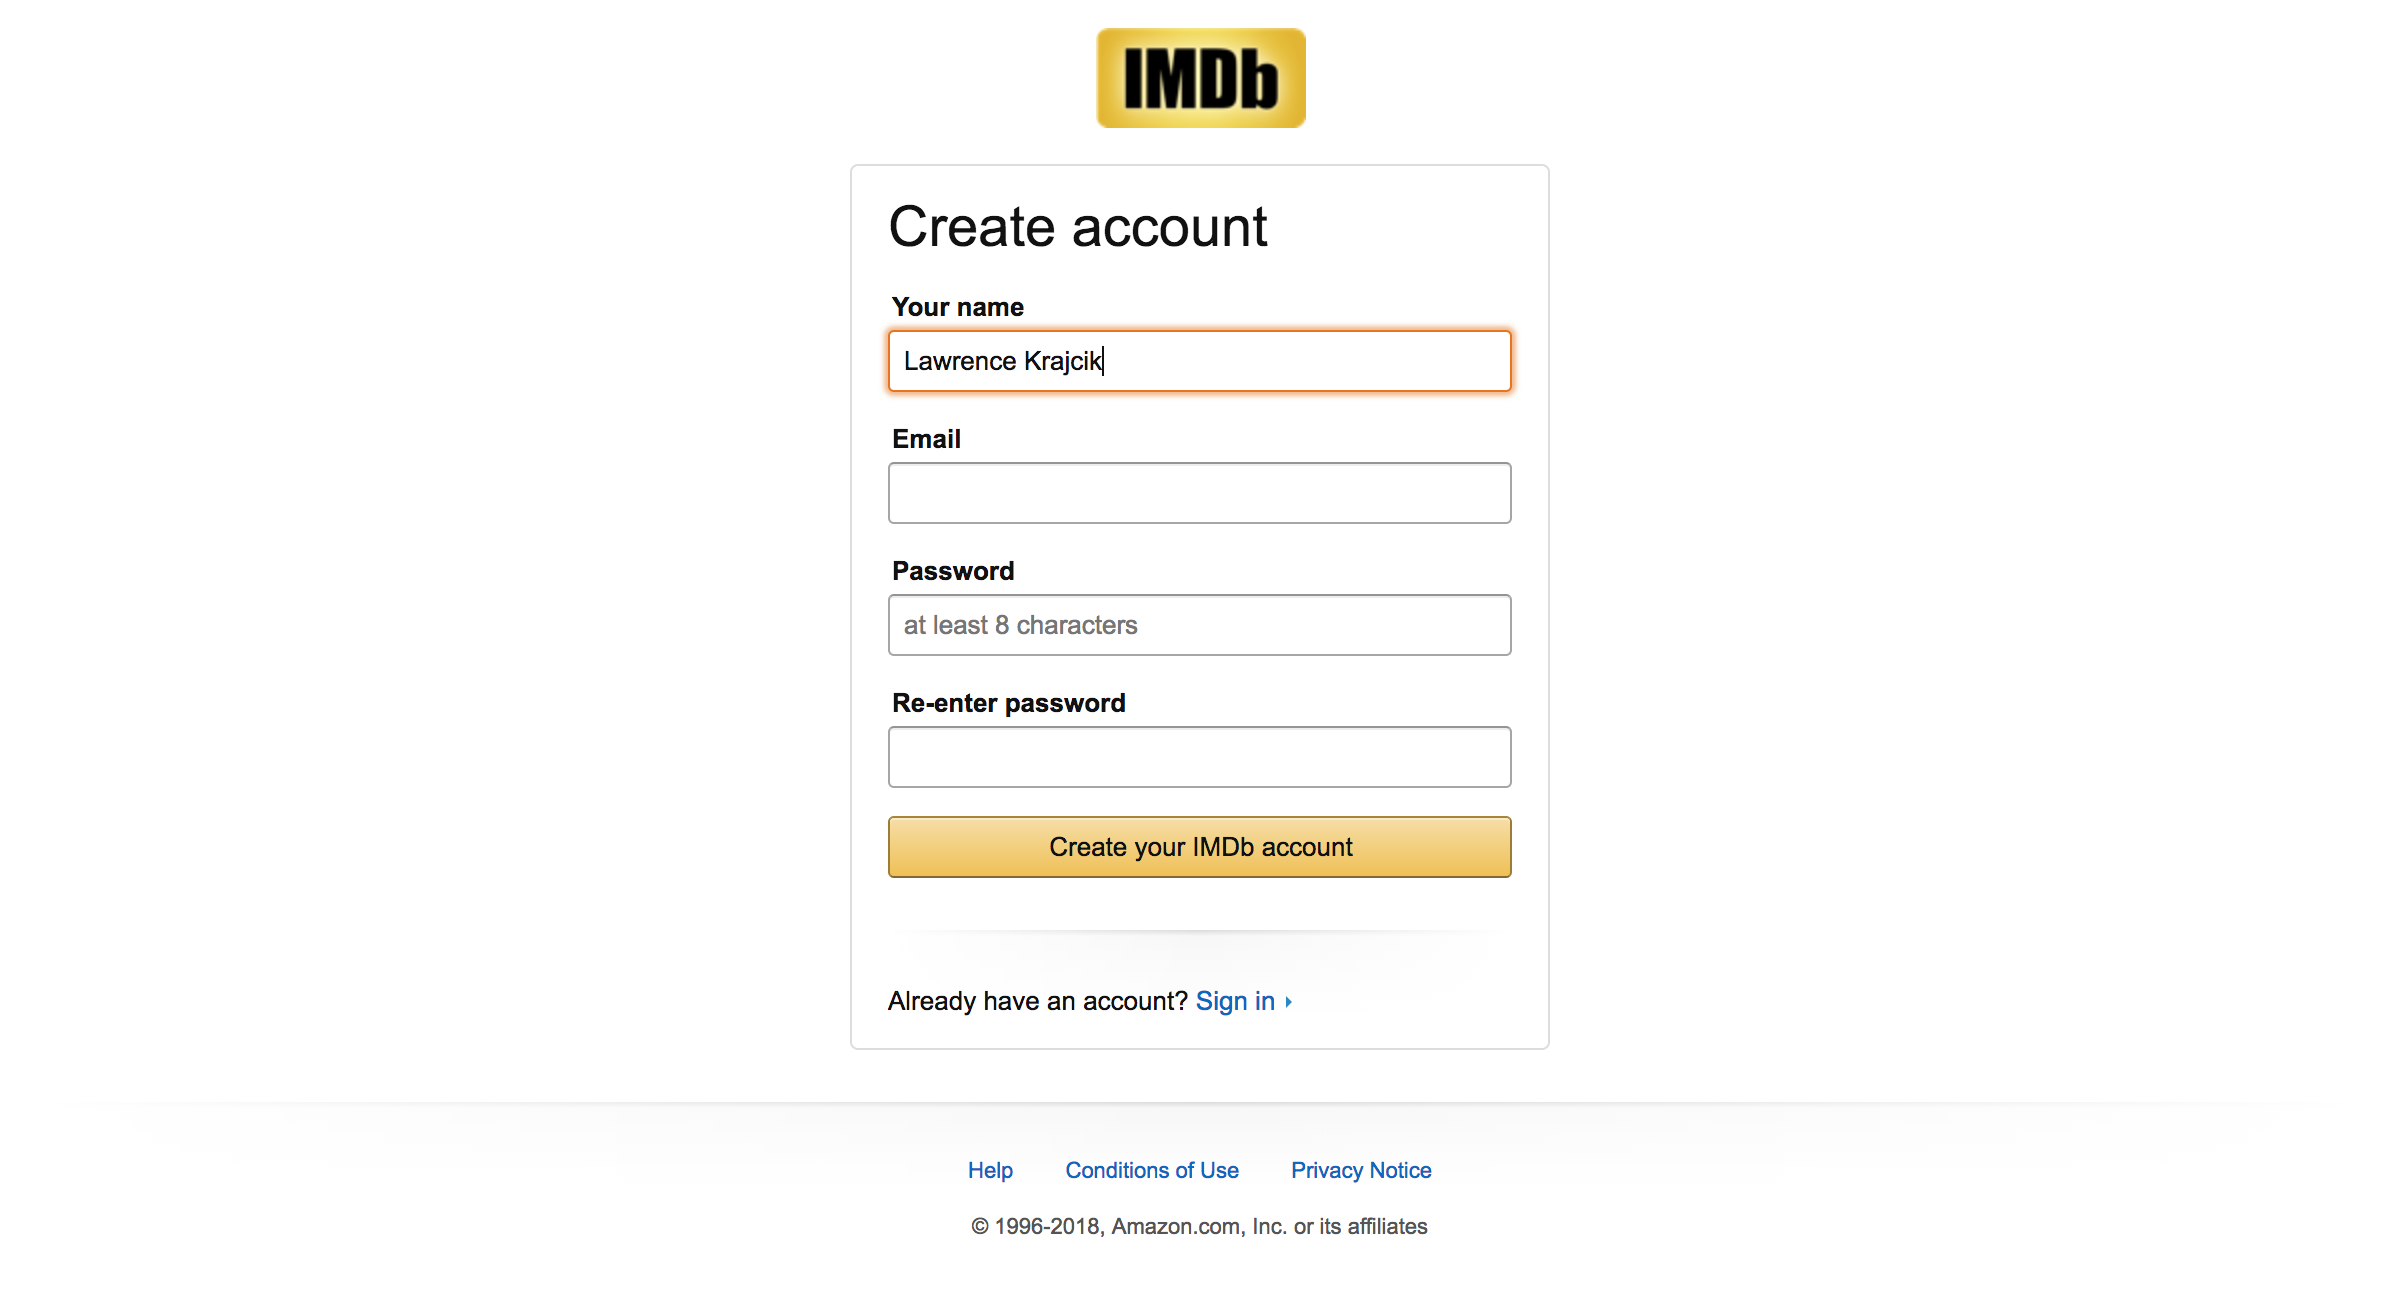 IMDb
Create account
Your name
Lawrence Krajcik
Email
Password
at least 8 characters
Re-enter password
Create your IMDb account
Already have an account? Sign in
Help Conditions of Use Privacy Notice
© 1996-2018, Amazon.com, Inc. or its affiliates